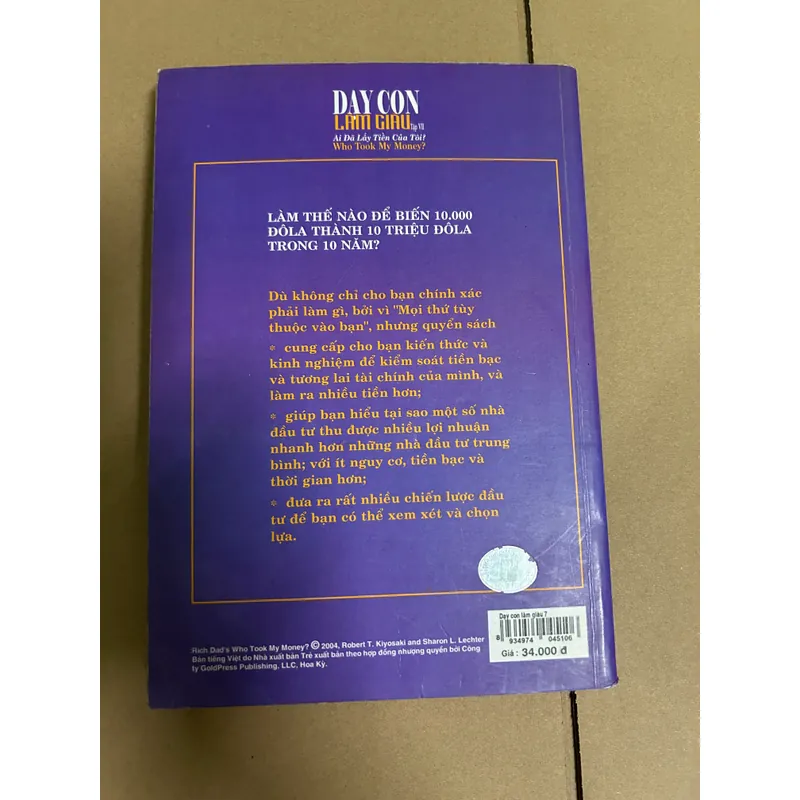 DẠY CON
LÀM GIÀU Tập VII
Ai Đã Lấy Tiền Của Tôi?
Who Took My Money?
LÀM THẾ NÀO ĐỂ BIẾN 10.000
ĐÔLA THÀNH 10 TRIỆU ĐÔLA
TRONG 10 NĂM?
Dù không chỉ cho bạn chính xác
phải làm gì, bởi vì "Mọi thứ tùy
thuộc vào bạn", nhưng quyển sách
* cung cấp cho bạn kiến thức và
kinh nghiệm để kiểm soát tiền bạc
và tương lai tài chính của mình, và
làm ra nhiều tiền hơn;
* giúp bạn hiểu tại sao một số nhà
đầu tư thu được nhiều lợi nhuận
nhanh hơn những nhà đầu tư trung
bình; với ít nguy cơ, tiền bạc và
thời gian hơn;
* đưa ra rất nhiều chiến lược đầu
tư để bạn có thể xem xét và chọn
lựa.
Rich Dad's Who Took My Money? © 2004, Robert T. Kiyosaki and Sharon L. Lechter
Bản tiếng Việt do Nhà xuất bản Trẻ xuất bản theo hợp đồng nhượng quyền bởi Công
ty GoldPress Publishing. LLC, Hoa Kỳ.
Dạy con làm giàu 7
8 934974 045106
Giá : 34.000 đ